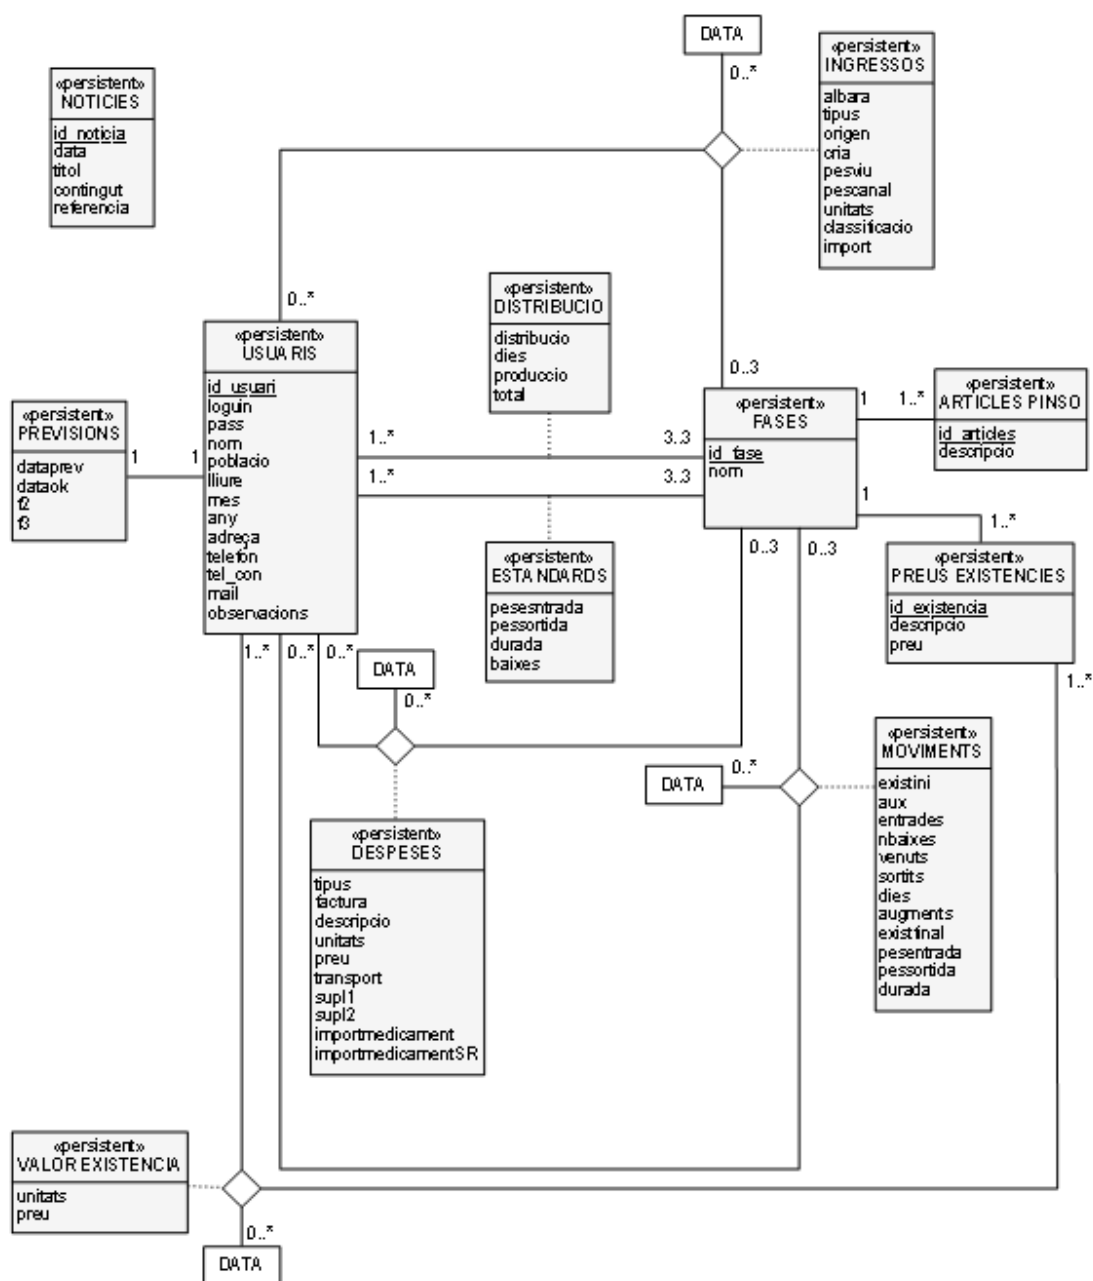 DATA
0..*
«persistent»
INGRESSOS
albara
tipus
origen
cria
pesviu
pescanal
unitats
classificacio
import
«persistent»
NOTICIES
id_noticia
data
titol
contingut
referencia
0..*
«persistent»
DISTRIBUCIO
distribucio
dies
produccio
total
0..3
«persistent»
USUARIS
id_usuari
loguin
pass
nom
poblacio
lliure
mes
any
adreça
telefon
tel_con
mail
observacions
«persistent»
PREVISIONS
dataprev
dataok
f2
f3
1
1
1..*
3..3
1..*
3..3
«persistent»
FASES
id_fase
nom
1
1..*
«persistent»
ARTICLES PINSO
id_articles
descripcio
1
1..*
«persistent»
PREUS EXISTENCIES
id_existencia
descripcio
preu
1..*
«persistent»
ESTANDARDS
pesesntrada
pessortida
durada
baixes
0..3
0..3
1..*
0..*
0..*
DATA
0..*
DATA
0..*
«persistent»
MOVIMENTS
existini
aux
entrades
nbaixes
venuts
sortits
dies
augments
existfinal
pesentrada
pessortida
durada
«persistent»
DESPESES
tipus
factura
descripcio
unitats
preu
transport
supl1
supl2
importmedicament
importmedicamentSR
«persistent»
VALOR EXISTENCIA
unitats
preu
0..*
DATA